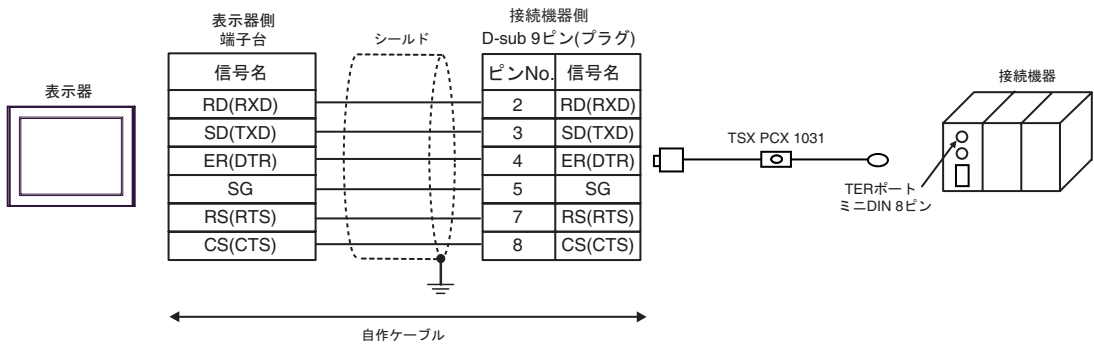 表示器
表示器側
端子台
信号名
RD(RXD)
SD(TXD)
ER(DTR)
SG
RS(RTS)
CS(CTS)
シールド
接続機器側
D-sub 9ピン(プラグ)
ピンNo. 信号名
2 RD(RXD)
3 SD(TXD)
4 ER(DTR)
5 SG
7 RS(RTS)
8 CS(CTS)
自作ケーブル
TSX PCX 1031
接続機器
TERポート
ミニDIN 8ピン